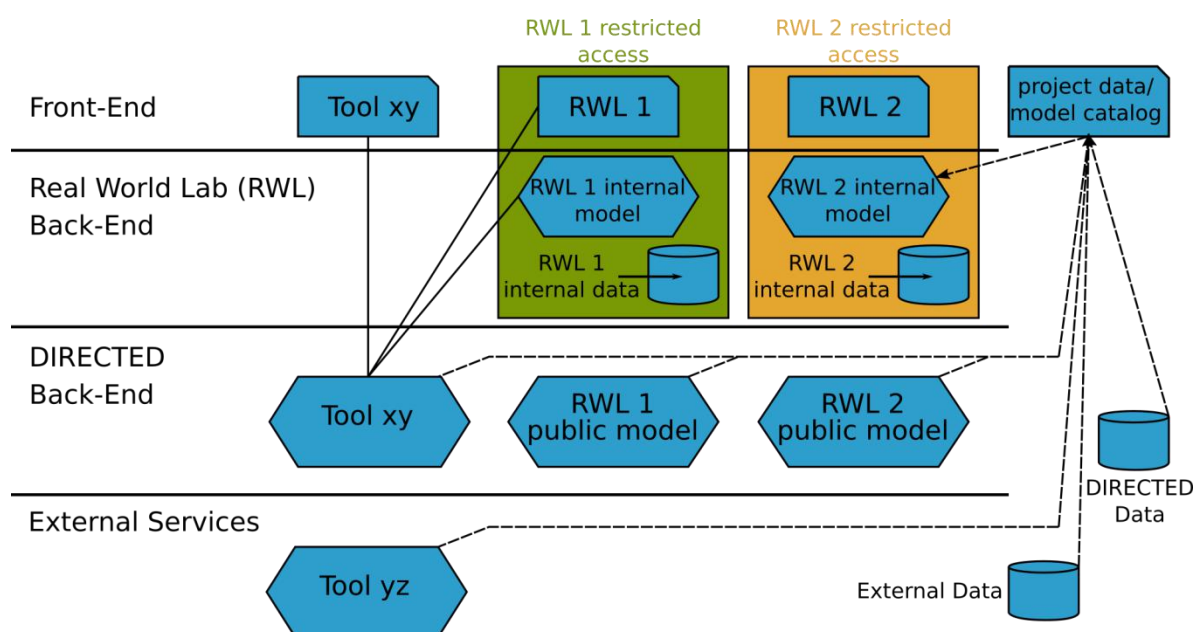 RWL 1 restricted
access
RWL 2 restricted
access
Front-End
Tool xy
RWL 1
RWL 2
project data/
model catalog
Real World Lab (RWL)
Back-End
RWL 1 internal
model
RWL 2 internal
model
RWL 1
internal data
RWL 2
internal data
DIRECTED
Back-End
Tool xy
RWL 1
public model
RWL 2
public model
DIRECTED
Data
External Services
Tool yz
External Data